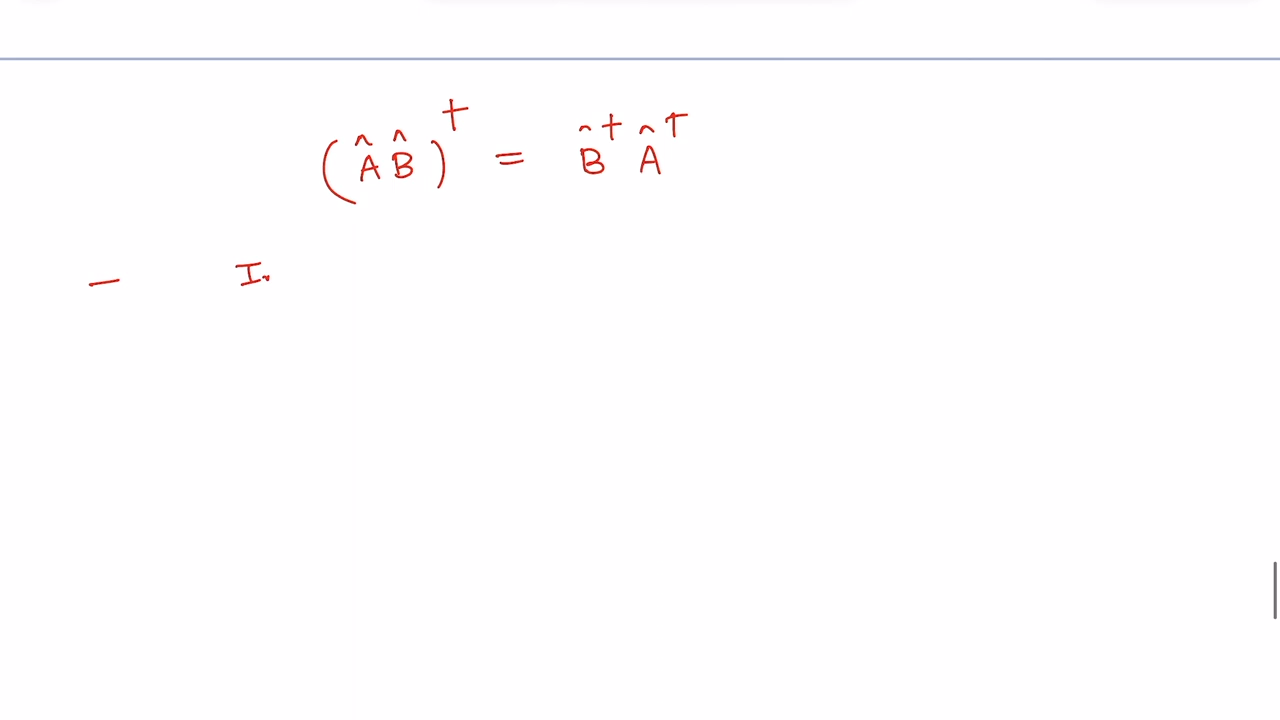 (ÂB̂)† = B̂† Â†
— I